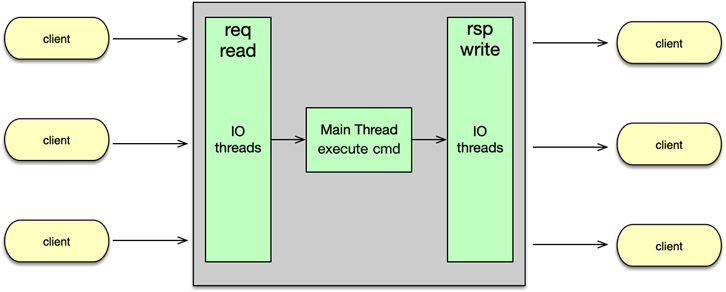 client
client
client
req
read
IO
threads
Main Thread
execute cmd
rsp
write
IO
threads
client
client
client